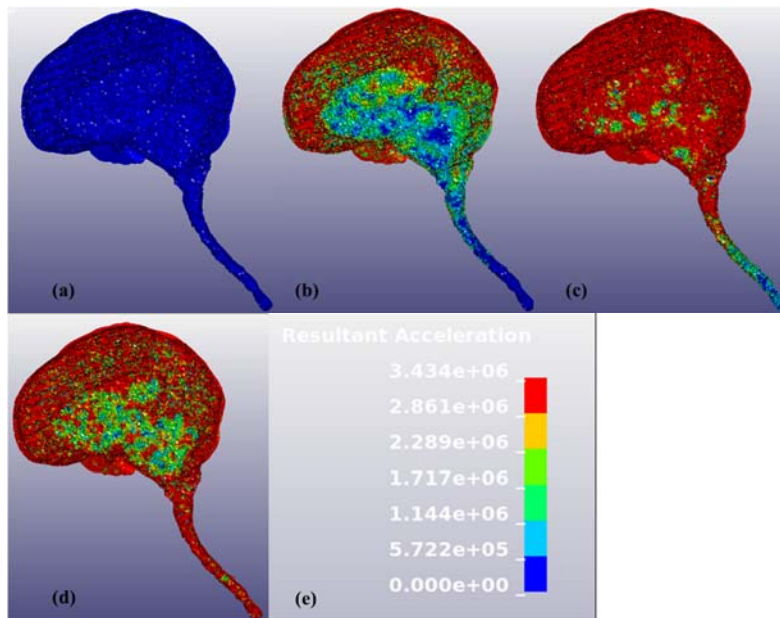 (a)
(b)
(c)
(d)
(e)
Resultant Acceleration
3.434e+06
2.861e+06
2.289e+06
1.717e+06
1.144e+06
5.722e+05
0.000e+00